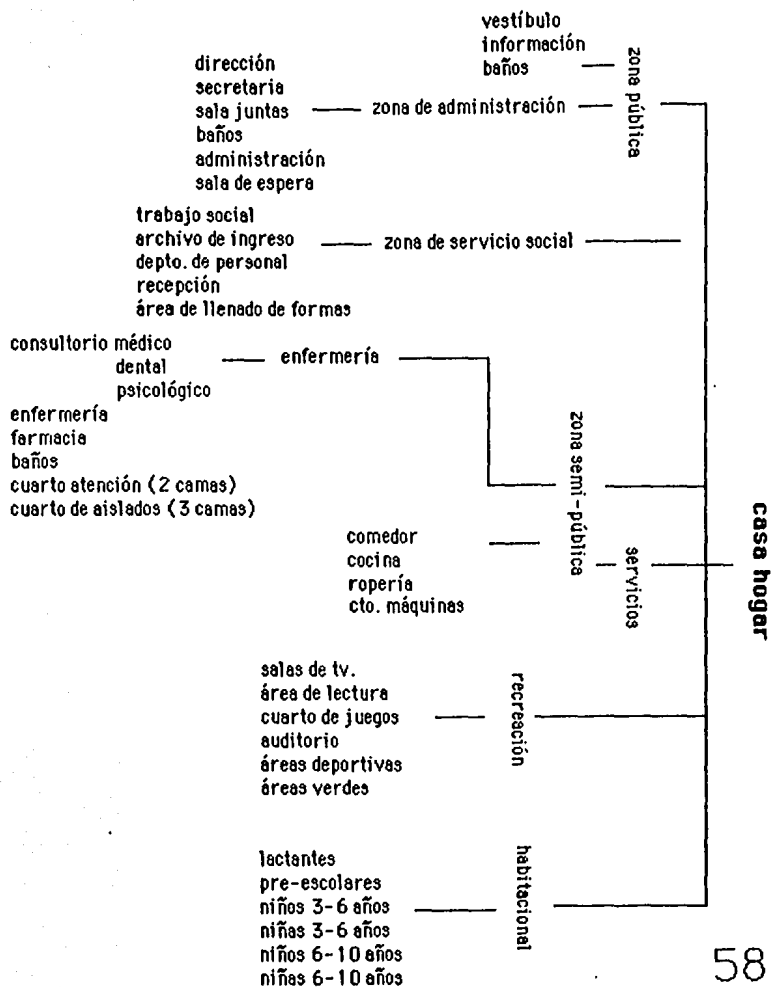 vestíbulo
información
baños
zona pública
dirección
secretaria
sala juntas
baños
administración
sala de espera
zona de administración
trabajo social
archivo de ingreso
depto. de personal
recepción
área de llenado de formas
zona de servicio social
consultorio médico
dental
psicológico
enfermería
farmacia
baños
cuarto atención (2 camas)
cuarto de aislados (3 camas)
enfermería
zona semi-pública
comedor
cocina
ropería
cto. máquinas
servicios
casa hogar
salas de tv.
área de lectura
cuarto de juegos
auditorio
áreas deportivas
áreas verdes
recreación
lactantes
pre-escolares
niños 3-6 años
niñas 3-6 años
niños 6-10 años
niñas 6-10 años
habitacional
58